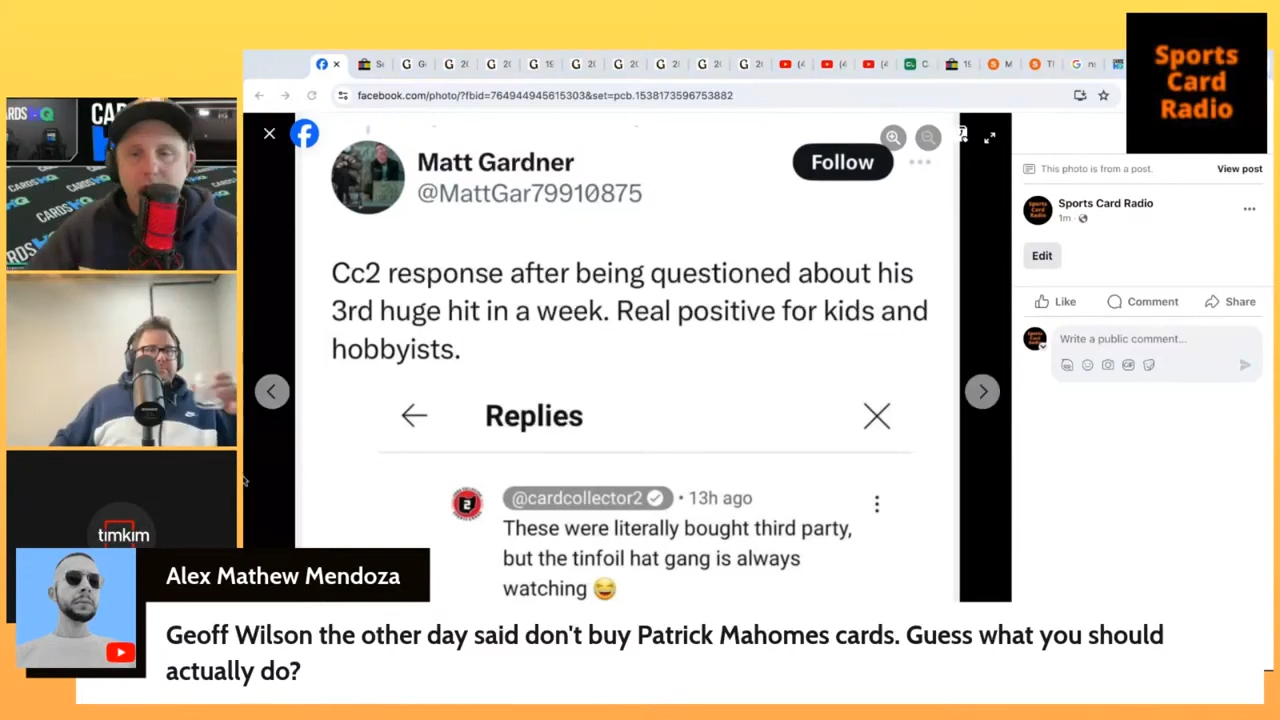 Sports
Card
Radio
facebook.com/photo/?fbid=764944945615303&set=pcb.1538173596753882
Matt Gardner
@MattGar79910875
Follow
Cc2 response after being questioned about his
3rd huge hit in a week. Real positive for kids and
hobbyists.
Replies
@cardcollector2 • 13h ago
These were literally bought third party,
but the tinfoil hat gang is always
watching 😄
This photo is from a post.
View post
Sports Card Radio
1m
Edit
Like
Comment
Share
Write a public comment...
CARDS
timkim
Alex Mathew Mendoza
Geoff Wilson the other day said don't buy Patrick Mahomes cards. Guess what you should
actually do?